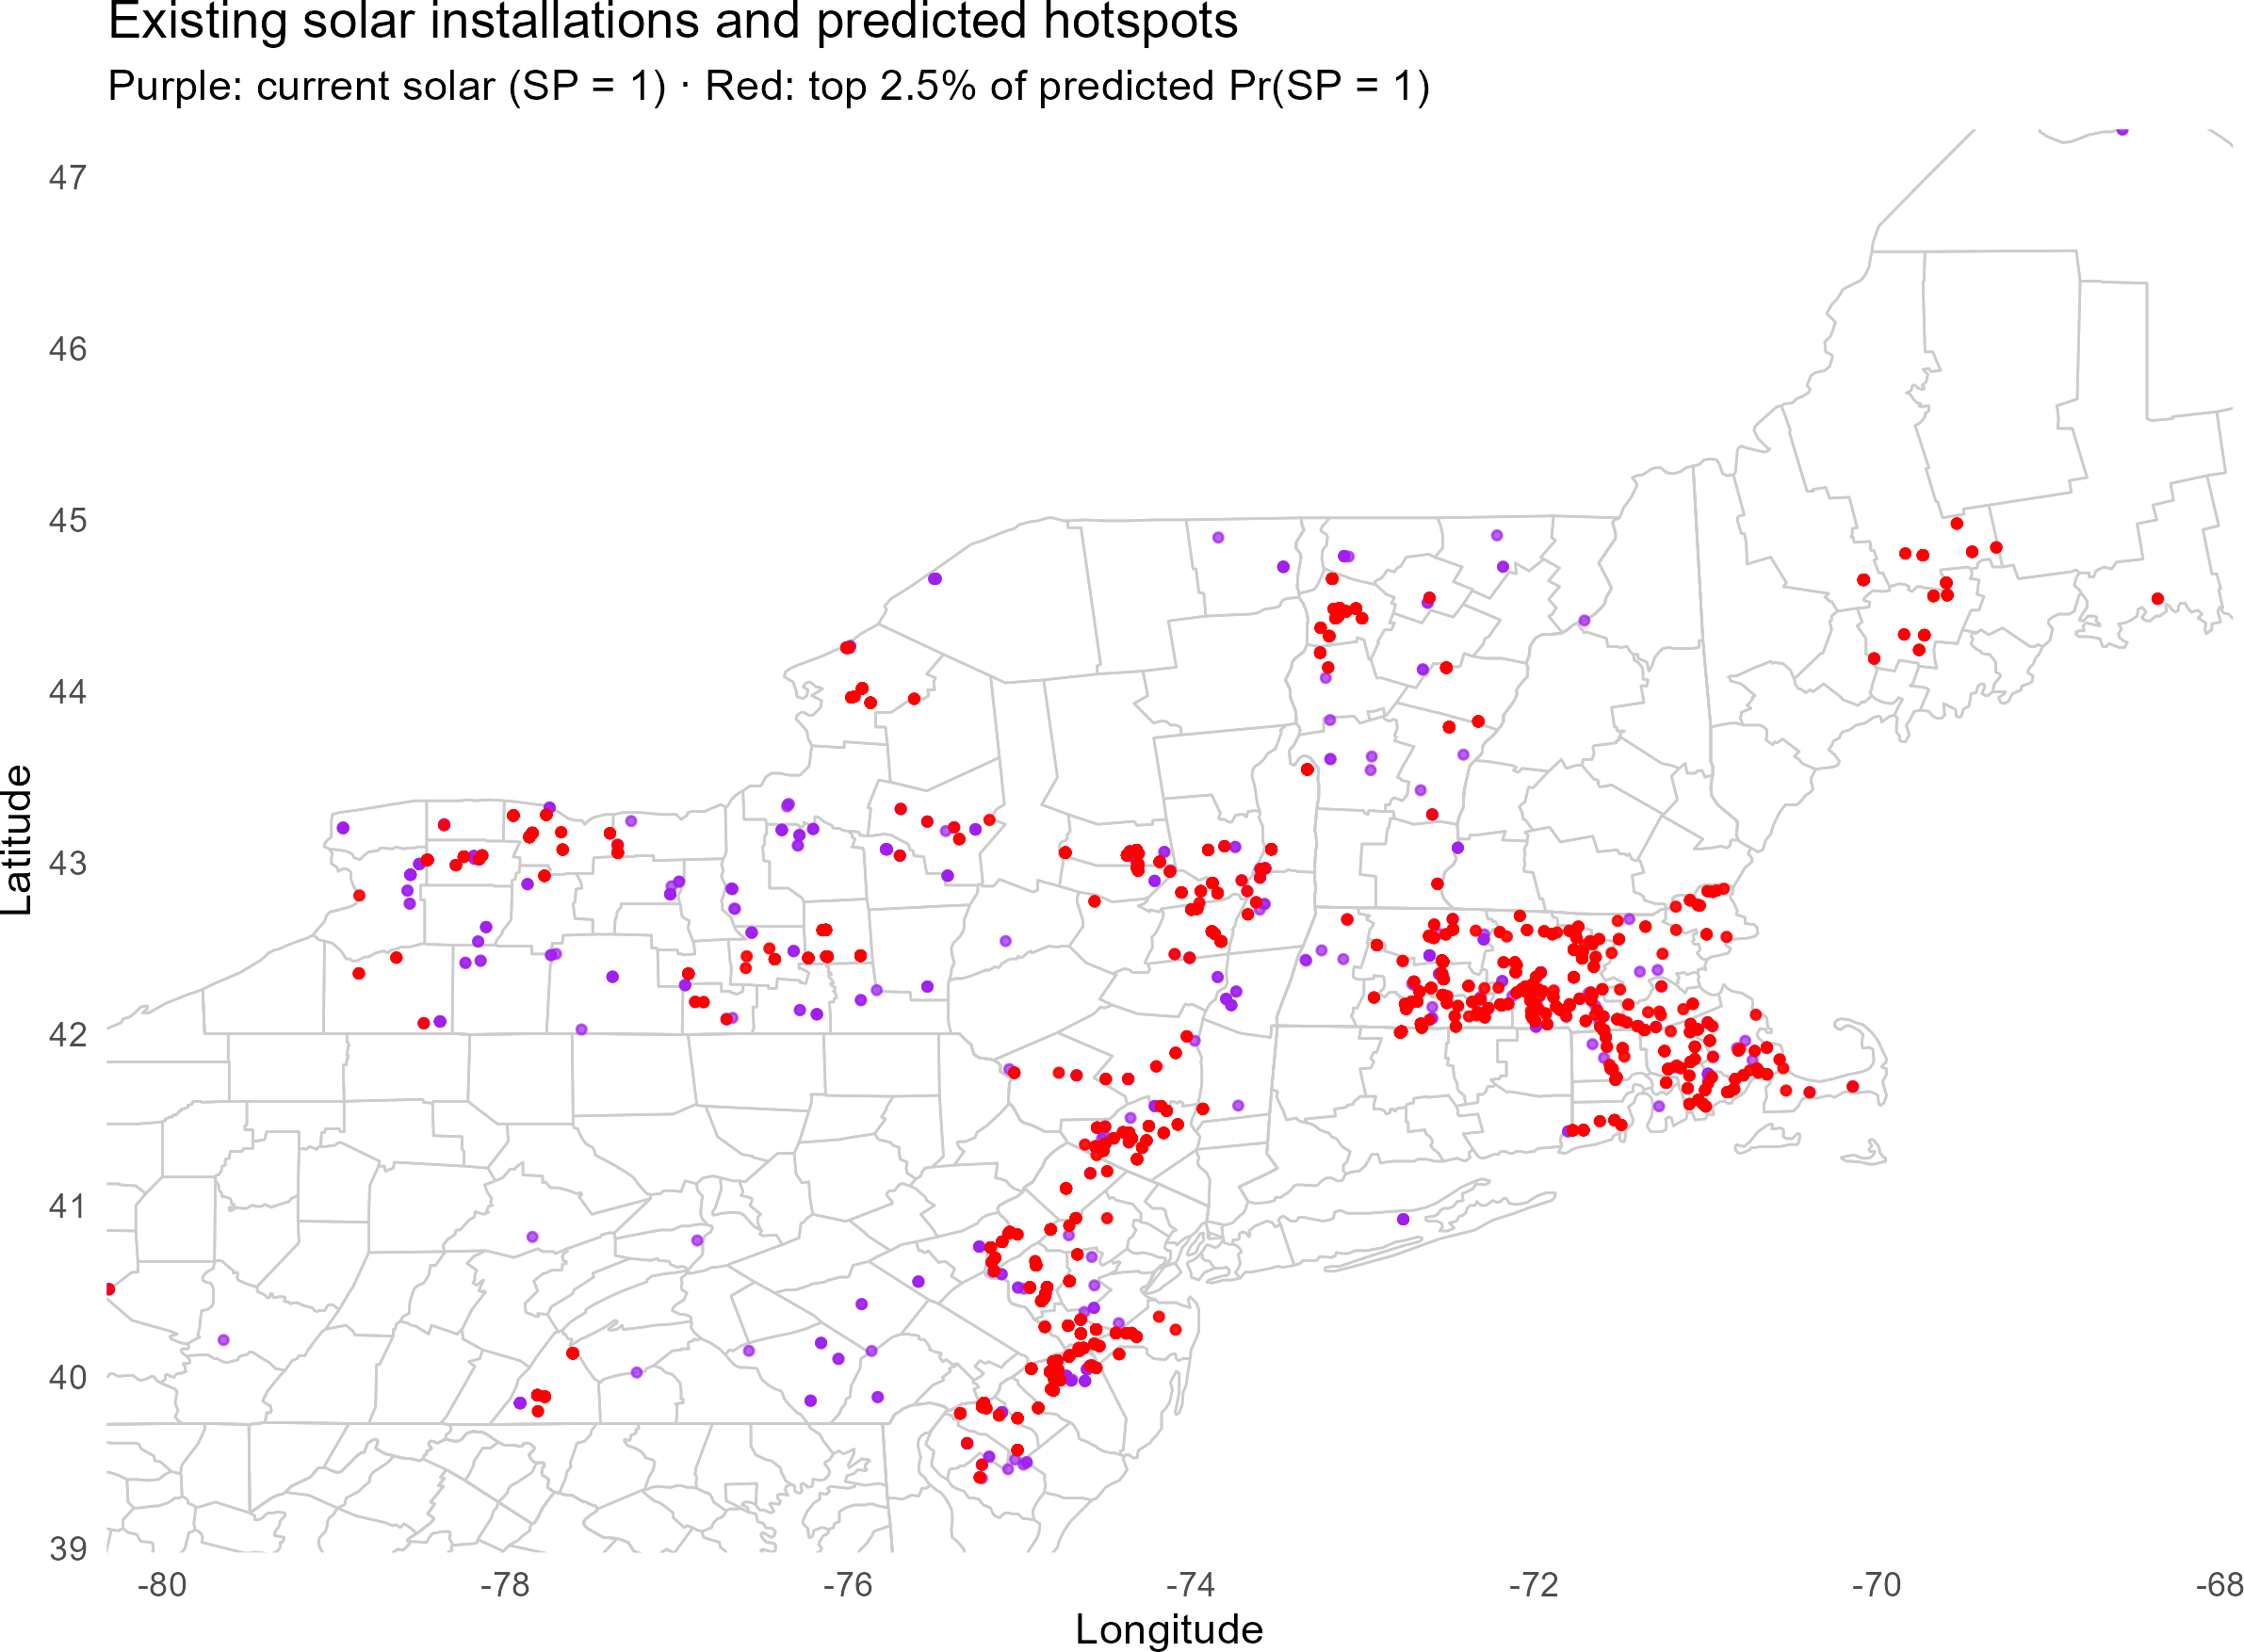 Existing solar installations and predicted hotspots
Purple: current solar (SP = 1) · Red: top 2.5% of predicted Pr(SP = 1)
47
46
45
44
43
42
41
40
39
Latitude
-80 -78 -76 -74 -72 -70 -68
Longitude